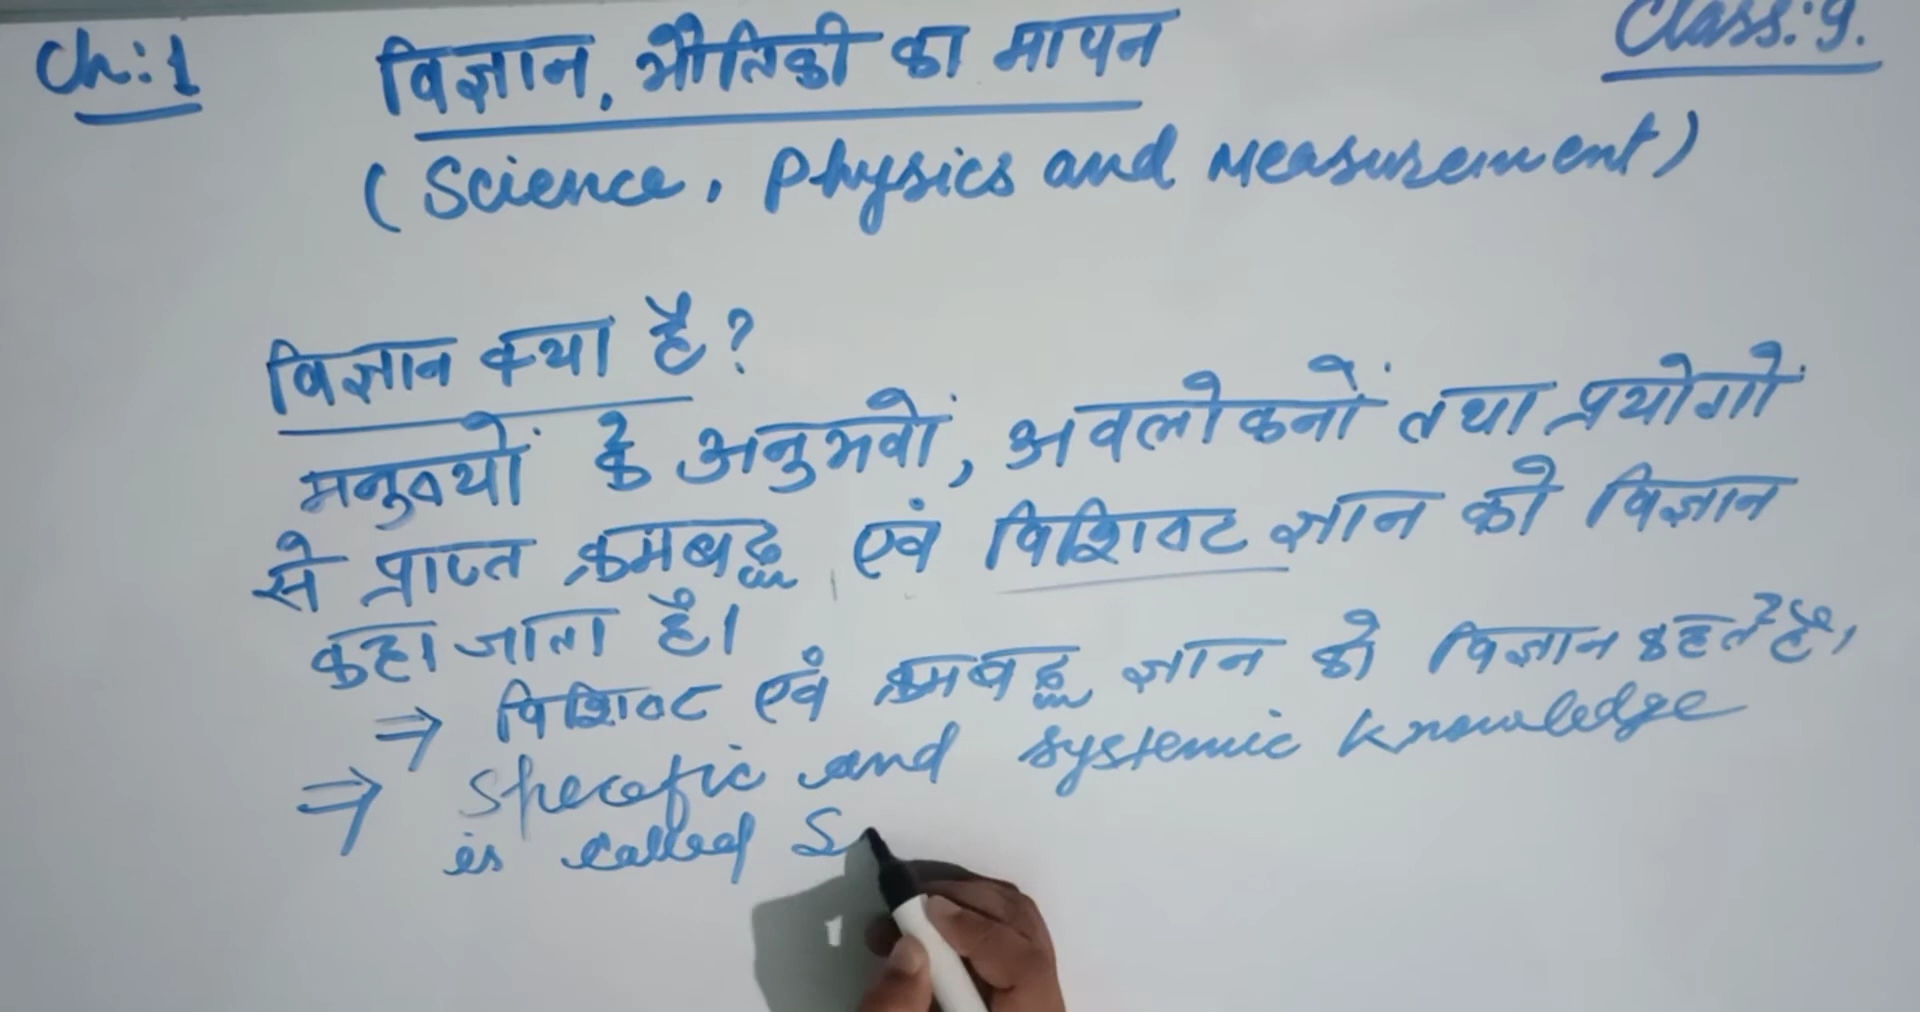 Ch:1 विज्ञान, भौतिकी का मापन Class:9.
(Science, Physics and Measurement)
विज्ञान क्या है?
मनुष्यों के अनुभवों, अवलोकनों तथा प्रयोगों
से प्राप्त क्रमबद्ध एवं विशिष्ट ज्ञान को विज्ञान
कहा जाता है।
⇒ विशिष्ट एवं क्रमबद्ध ज्ञान को विज्ञान कहते हैं।
⇒ Specific and systemic knowledge
is called S